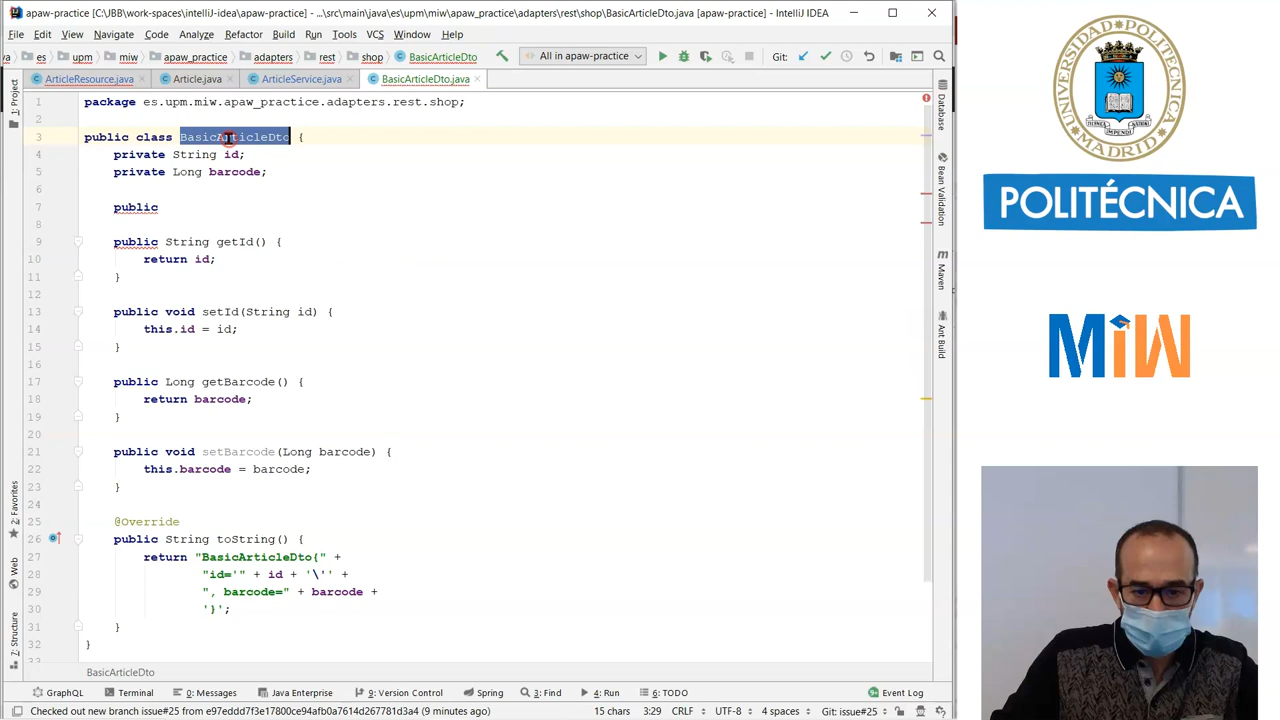 apaw-practice [C:\JBB\work-spaces\intelliJ-idea\apaw-practice] - ...\src\main\java\es\upm\miw\apaw_practice\adapters\rest\shop\BasicArticleDto.java [apaw-practice] - IntelliJ IDEA
File Edit View Navigate Code Analyze Refactor Build Run Tools VCS Window Help
va es upm miw apaw_practice adapters rest shop BasicArticleDto All in apaw-practice Git:
ArticleResource.java Article.java ArticleService.java BasicArticleDto.java
1 package es.upm.miw.apaw_practice.adapters.rest.shop;
2
3 public class BasicArticleDto {
4 private String id;
5 private Long barcode;
6
7 public
8
9 public String getId() {
10 return id;
11 }
12
13 public void setId(String id) {
14 this.id = id;
15 }
16
17 public Long getBarcode() {
18 return barcode;
19 }
20
21 public void setBarcode(Long barcode) {
22 this.barcode = barcode;
23 }
24
25 @Override
26 public String toString() {
27 return "BasicArticleDto{" +
28 "id='" + id + '\'' +
29 ", barcode=" + barcode +
30 '}';
31 }
32 }
33
BasicArticleDto
1: Project
2: Favorites
Web
7: Structure
Database
Bean Validation
m
Maven
Ant Build
GraphQL Terminal 0: Messages Java Enterprise 9: Version Control Spring 3: Find 4: Run 6: TODO Event Log
Checked out new branch issue#25 from e97eddd7f3e17800ce94afb0a7614d267781d3a4 (9 minutes ago) 15 chars 3:29 CRLF UTF-8 4 spaces Git: issue#25
UNIVERSIDAD POLITÉCNICA DE MADRID
POLITÉCNICA
MiW